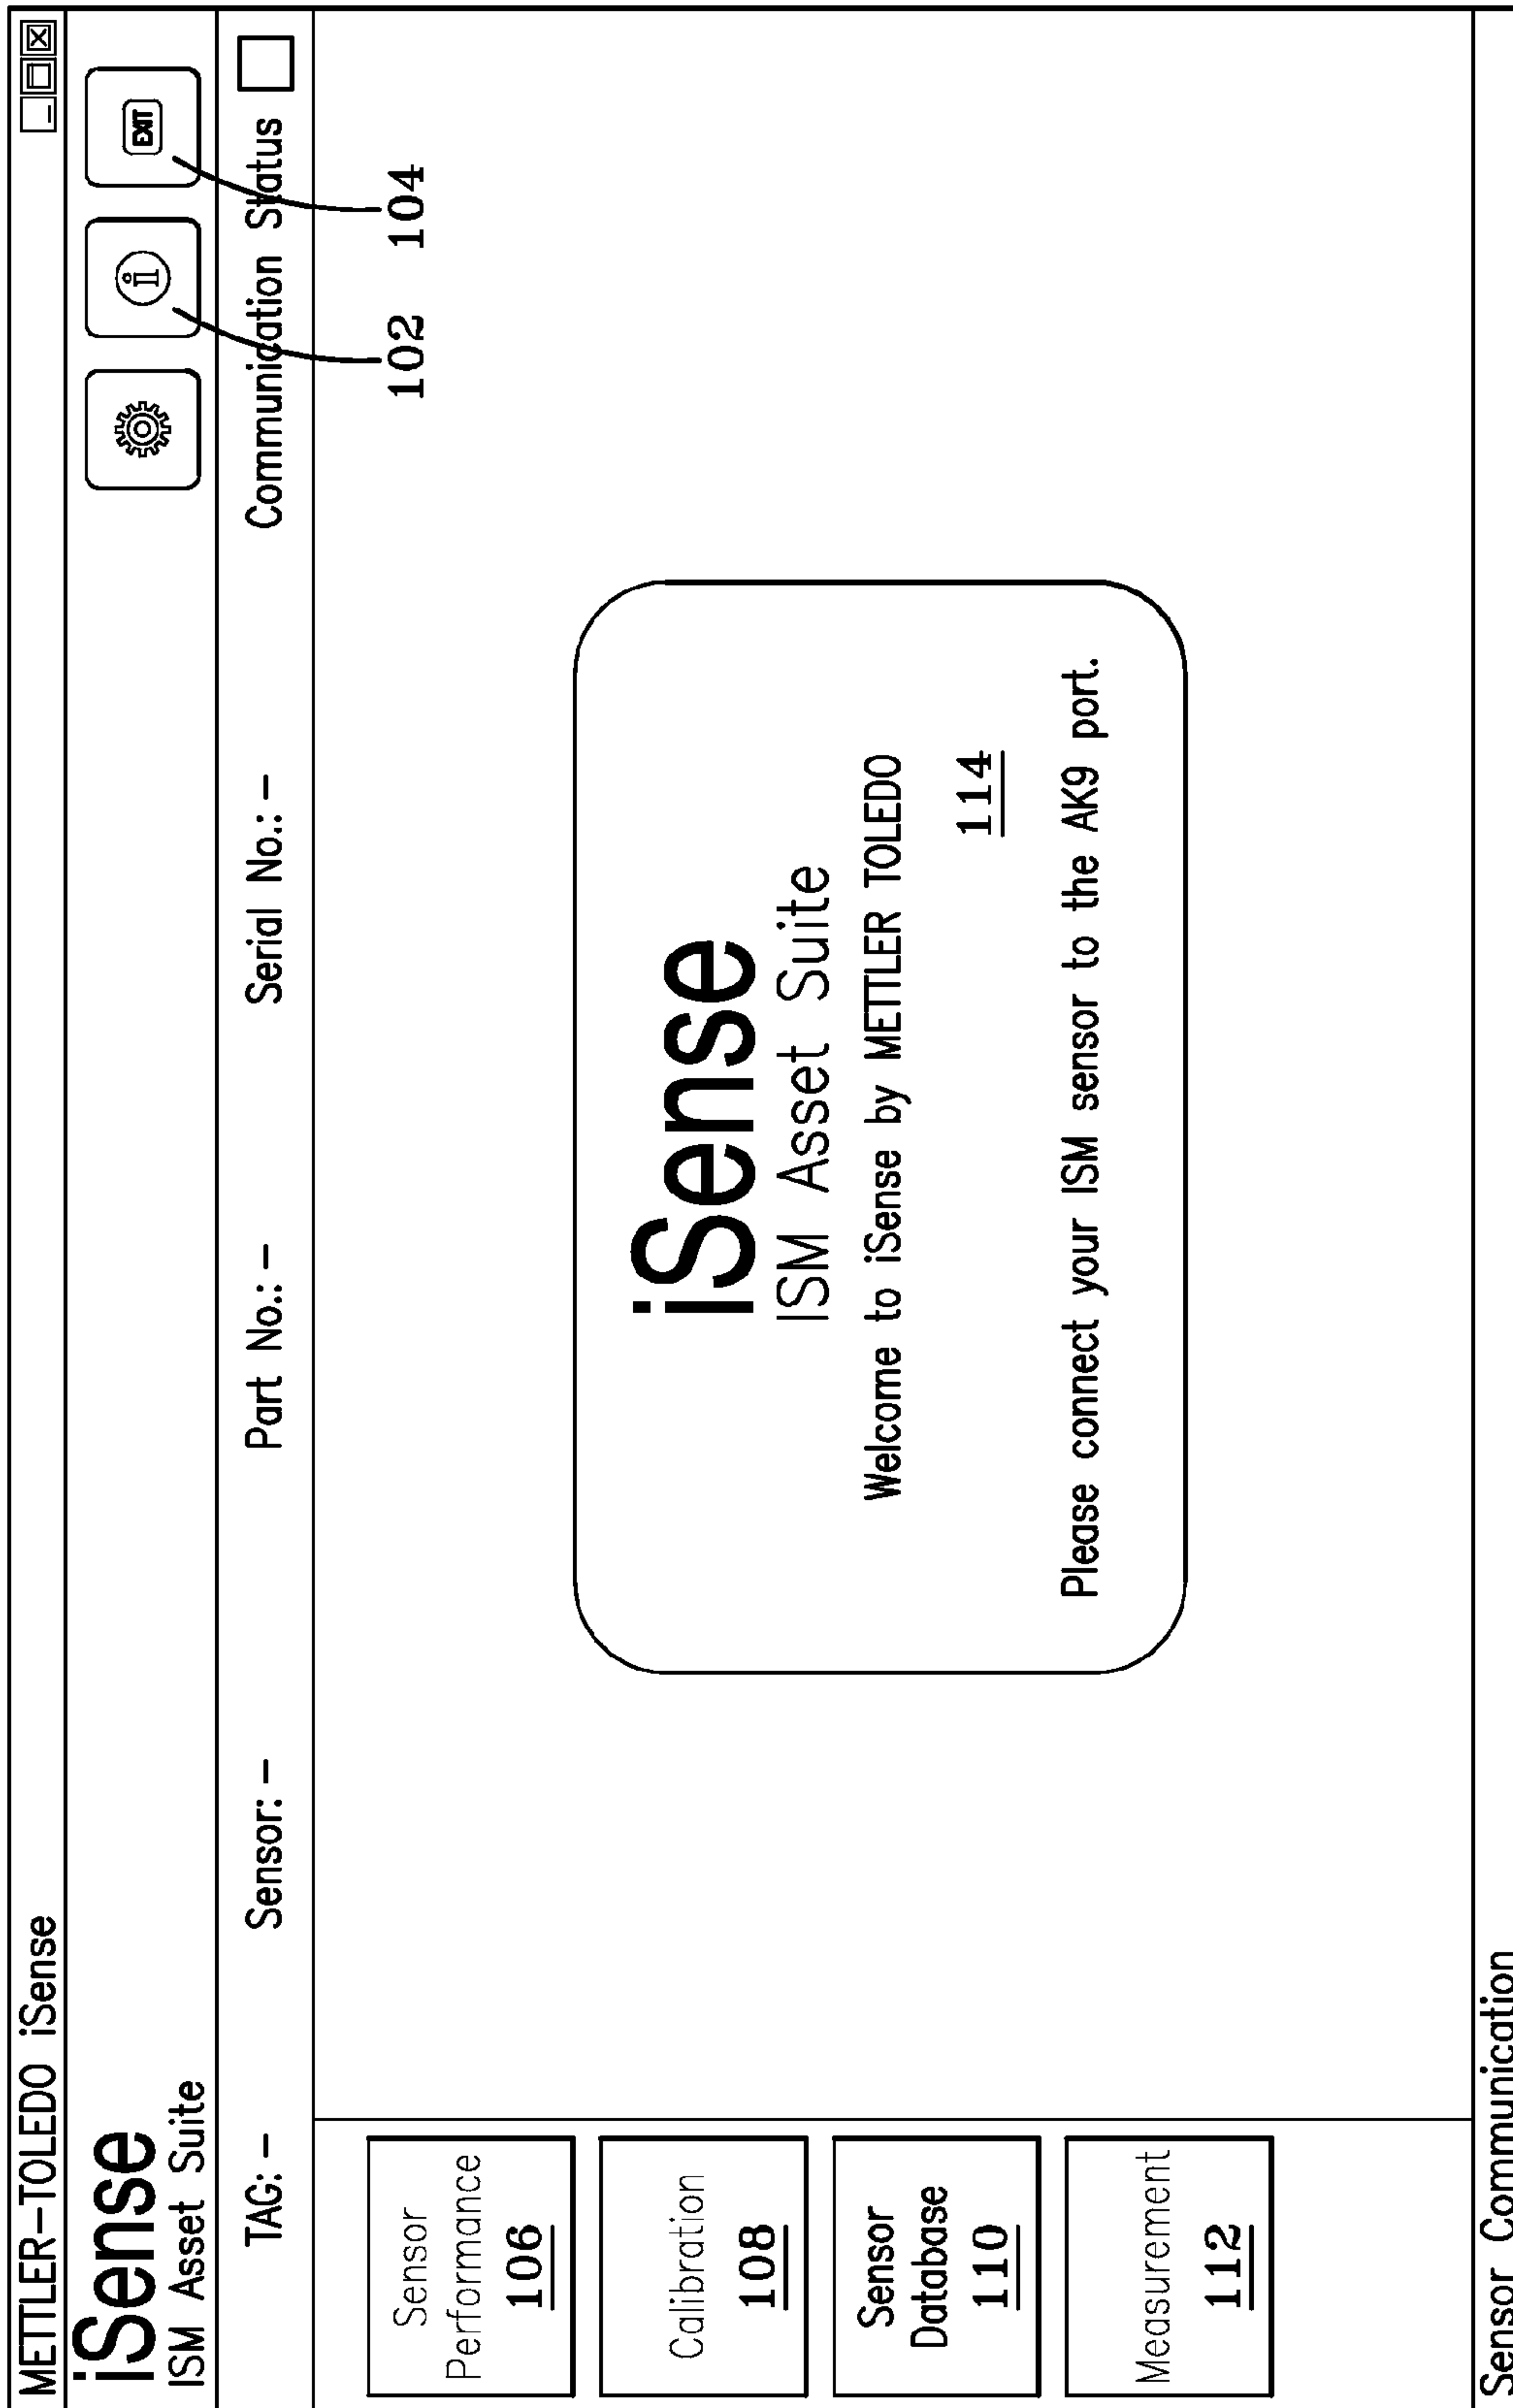 METTLER-TOLEDO iSense
iSense
ISM Asset Suite
EXIT
i
TAG: -
Sensor: -
Part No.: -
Serial No.: -
Communication Status
102
104
Sensor
Performance
106
Calibration
108
Sensor
Database
110
Measurement
112
iSense
ISM Asset Suite
Welcome to iSense by METTLER TOLEDO
114
Please connect your ISM sensor to the AK9 port.
Sensor Communication